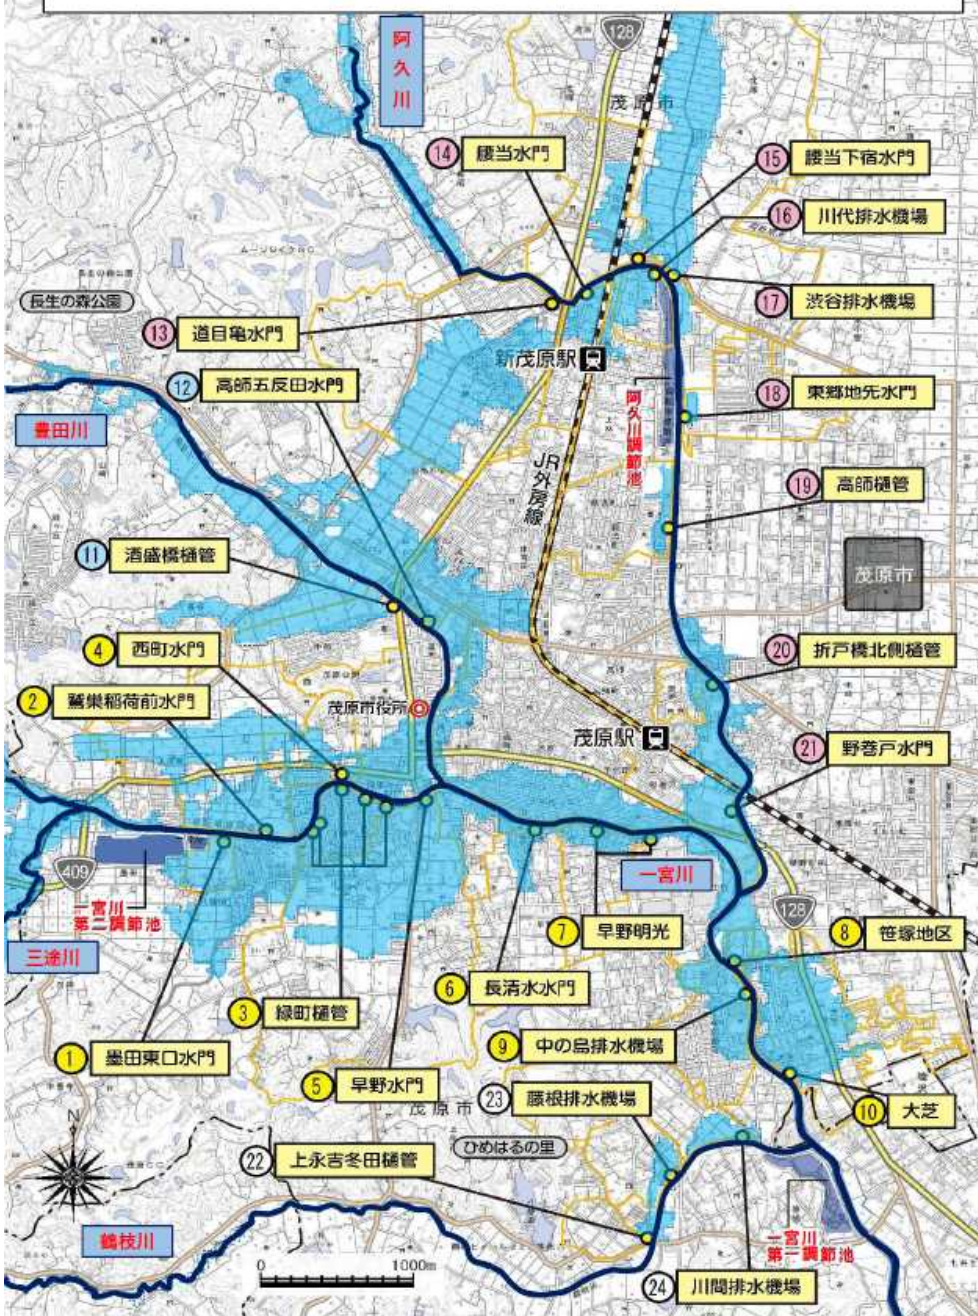 阿久川
128
茂原市
⑭ 腰当水門
⑮ 腰当下宿水門
⑯ 川代排水機場
長生の森公園
⑰ 渋谷排水機場
⑬ 道目亀水門
新茂原駅
⑫ 高師五反田水門
⑱ 東郷地先水門
豊田川
阿久川調節池
JR外房線
⑲ 高師樋管
⑪ 酒盛橋樋管
茂原市
④ 西町水門
⑳ 折戸橋北側樋管
② 鷲巣稲荷前水門
茂原市役所
茂原駅
㉑ 野巻戸水門
409
一宮川
一宮川
第二調節池
128
⑦ 早野明光
⑧ 笹塚地区
三途川
⑥ 長清水水門
③ 緑町樋管
⑨ 中の島排水機場
① 墨田東口水門
⑤ 早野水門
茂原市
㉓ 藤根排水機場
⑩ 大芝
N
ひめはるの里
㉒ 上永吉冬田樋管
鶴枝川
一宮川
第一調節池
0 1000m
㉔ 川間排水機場